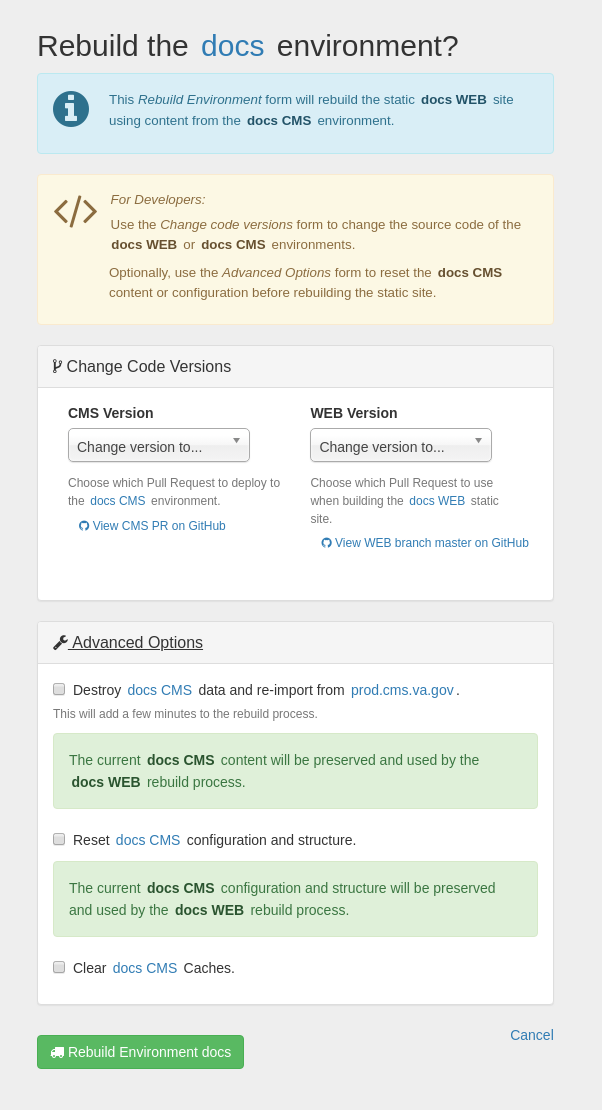 Rebuild the docs environment?
This Rebuild Environment form will rebuild the static docs WEB site
using content from the docs CMS environment.
For Developers:
Use the Change code versions form to change the source code of the
docs WEB or docs CMS environments.
Optionally, use the Advanced Options form to reset the docs CMS
content or configuration before rebuilding the static site.
Change Code Versions
CMS Version
Change version to...
Choose which Pull Request to deploy to
the docs CMS environment.
View CMS PR on GitHub
WEB Version
Change version to...
Choose which Pull Request to use
when building the docs WEB static
site.
View WEB branch master on GitHub
Advanced Options
Destroy docs CMS data and re-import from prod.cms.va.gov .
This will add a few minutes to the rebuild process.
The current docs CMS content will be preserved and used by the
docs WEB rebuild process.
Reset docs CMS configuration and structure.
The current docs CMS configuration and structure will be preserved
and used by the docs WEB rebuild process.
Clear docs CMS Caches.
Rebuild Environment docs
Cancel